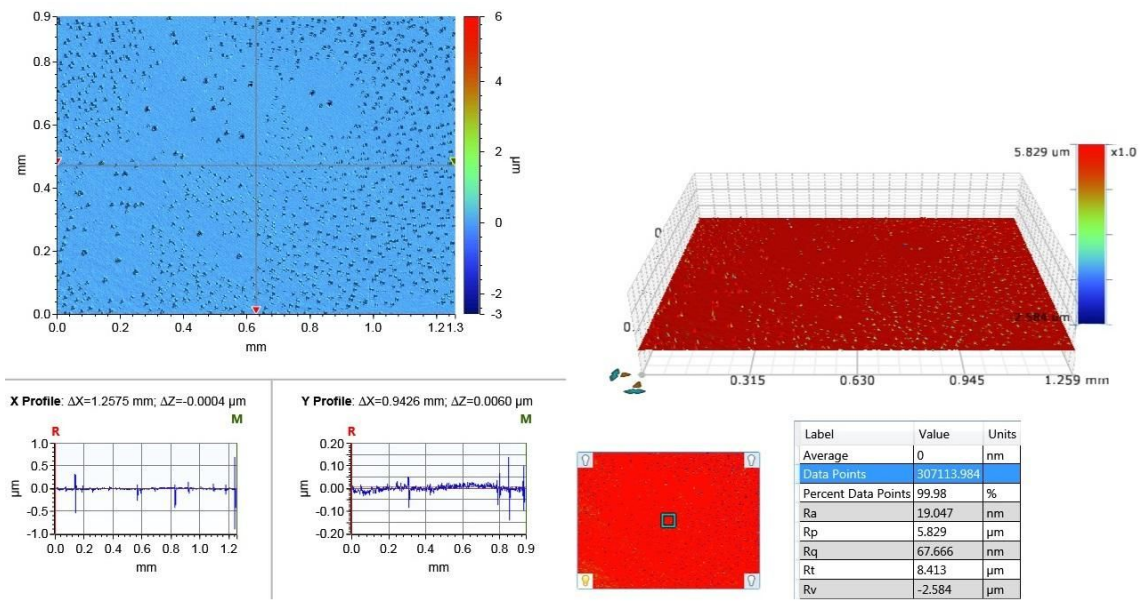 0.9
0.8
0.6
0.4
0.2
0.0
mm
0.0 0.2 0.4 0.6 0.8 1.0 1.21.3
mm
6
4
2
0
-2
-3
µm
5.829 um
x1.0
0
0.
0.315 0.630 0.945 1.259 mm
X Profile: ΔX=1.2575 mm; ΔZ=-0.0004 µm
M
R
1.0
0.5
0.0
-0.5
-1.0
µm
0.0 0.2 0.4 0.6 0.8 1.0 1.2
mm
Y Profile: ΔX=0.9426 mm; ΔZ=0.0060 µm
M
R
0.20
0.10
0.00
-0.10
-0.20
µm
0.0 0.2 0.4 0.6 0.9
mm
Label Value Units
Average 0 nm
Data Points 307113.984
Percent Data Points 99.98 %
Ra 19.047 nm
Rp 5.829 µm
Rq 67.666 nm
Rt 8.413 µm
Rv -2.584 µm